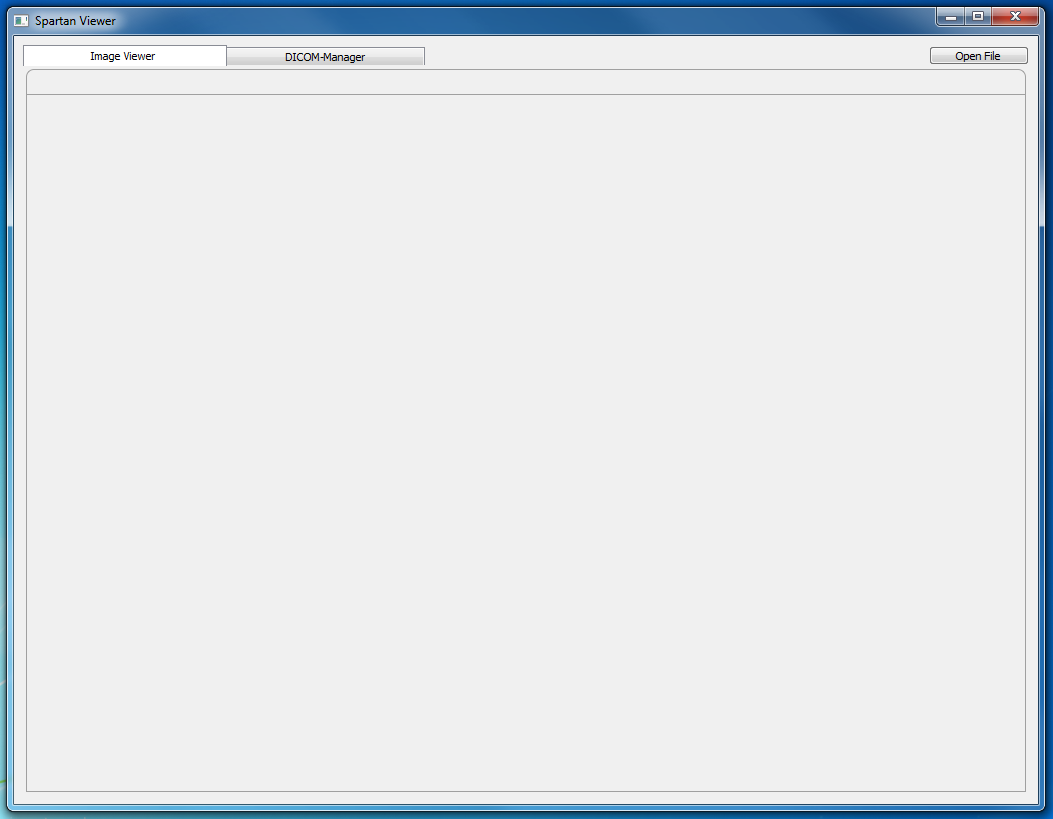 Spartan Viewer
Image Viewer
DICOM-Manager
Open File